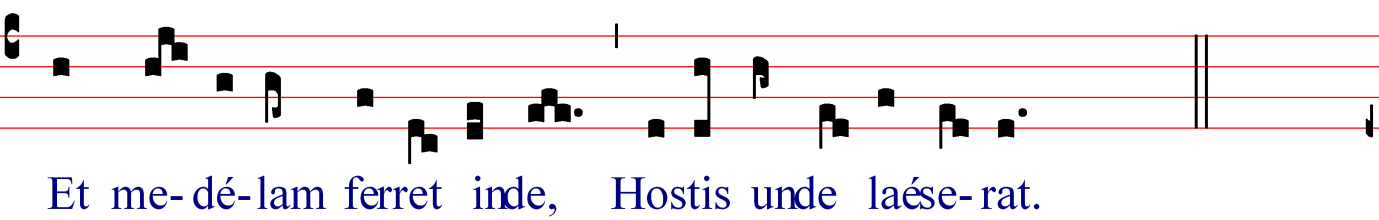 Et me-dé-lam ferret inde, Hostis unde laése-rat.